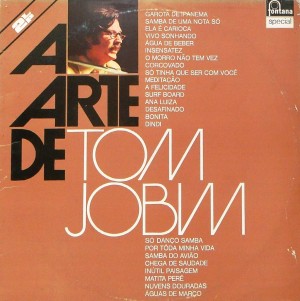 fontana
special
GAROTA DE IPANEMA
SAMBA DE UMA NOTA SÓ
ELA É CARIOCA
VIVO SONHANDO
ÁGUA DE BEBER
INSENSATEZ
O MORRO NÃO TEM VEZ
CORCOVADO
SÓ TINHA QUE SER COM VOCÊ
MEDITAÇÃO
A FELICIDADE
SURF BOARD
ANA LUIZA
DESAFINADO
BONITA
DINDI
A
ARTE
DE
TOM
JOBIM
SÓ DANÇO SAMBA
POR TÔDA MINHA VIDA
SAMBA DO AVIÃO
CHEGA DE SAUDADE
INÚTIL PAISAGEM
MATITA PERÊ
NUVENS DOURADAS
ÁGUAS DE MARÇO